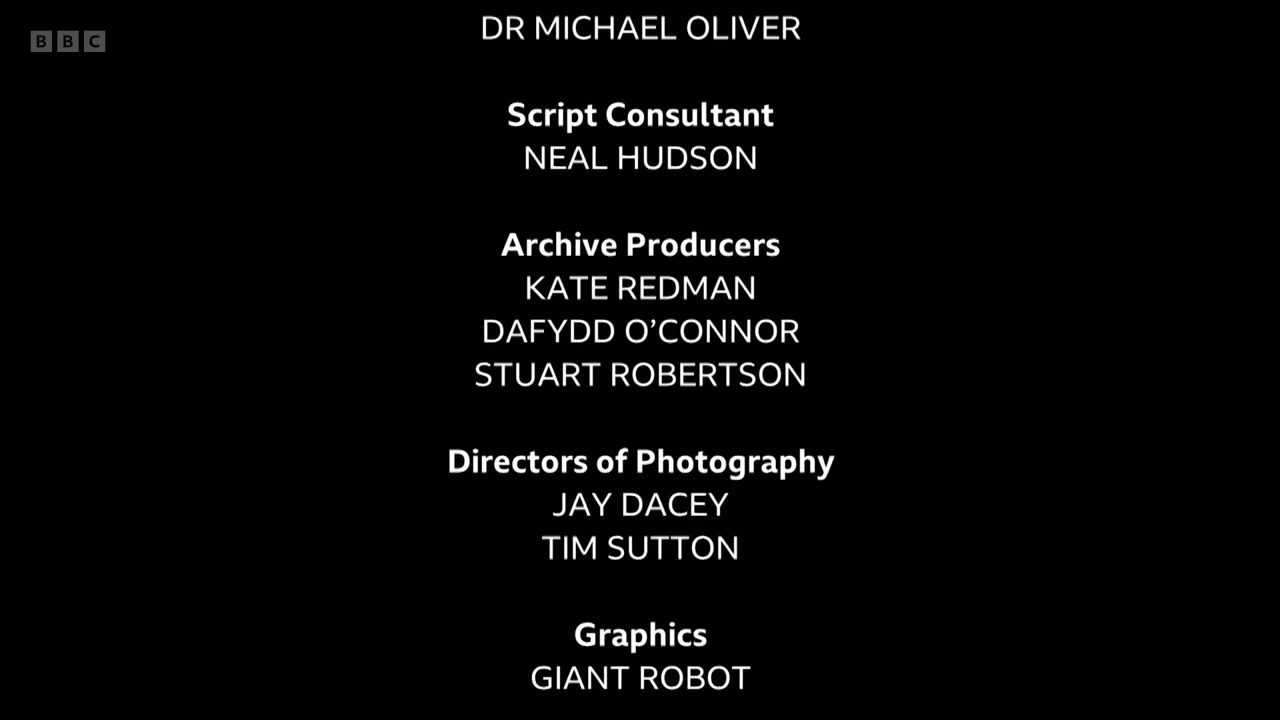 BBC
DR MICHAEL OLIVER
Script Consultant
NEAL HUDSON
Archive Producers
KATE REDMAN
DAFYDD O’CONNOR
STUART ROBERTSON
Directors of Photography
JAY DACEY
TIM SUTTON
Graphics
GIANT ROBOT